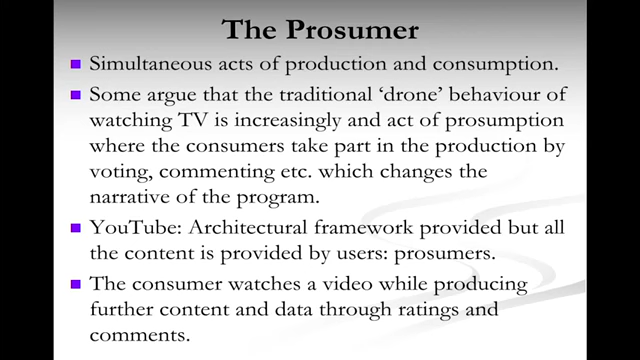 The Prosumer
Simultaneous acts of production and consumption.
Some argue that the traditional ‘drone’ behaviour of
watching TV is increasingly and act of prosumption
where the consumers take part in the production by
voting, commenting etc. which changes the
narrative of the program.
YouTube: Architectural framework provided but all
the content is provided by users: prosumers.
The consumer watches a video while producing
further content and data through ratings and
comments.